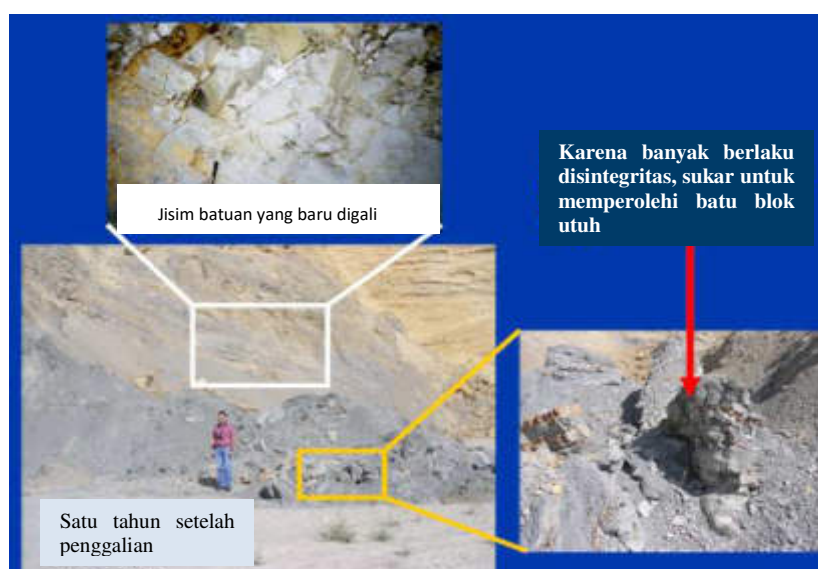 Jisim batuan yang baru digali
Karena banyak berlaku
disintegritas, sukar untuk
memperolehi batu blok
utuh
Satu tahun setelah
penggalian